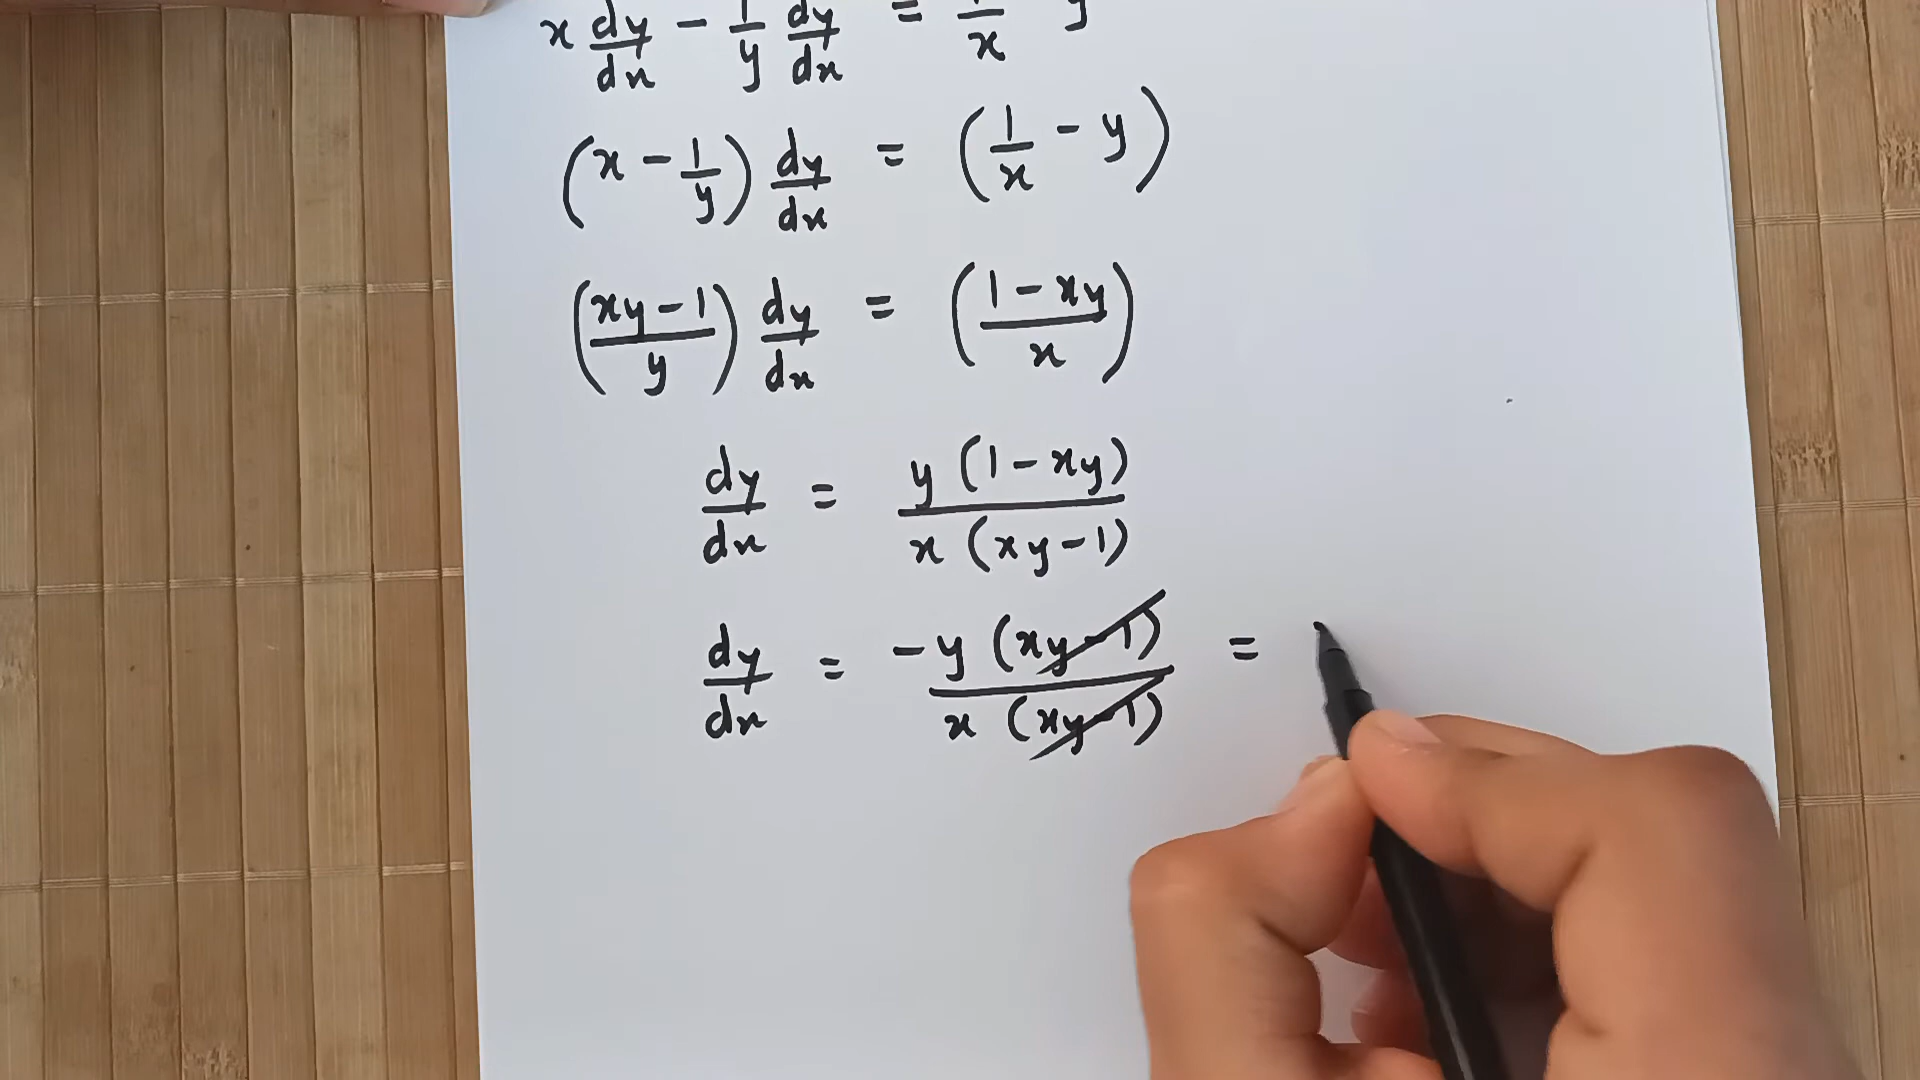 x dy/dx - 1/y dy/dx = 1/x - y
(x - 1/y) dy/dx = (1/x - y)
((xy-1)/y) dy/dx = ((1-xy)/x)
dy/dx = y(1-xy)/x(xy-1)
dy/dx = -y(xy-1)/x(xy-1) =